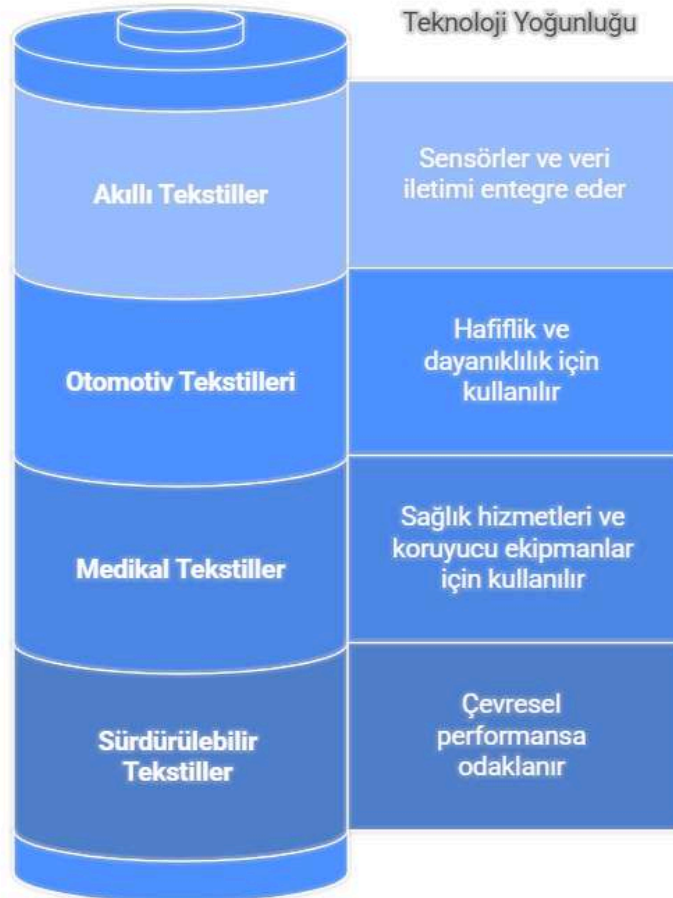 Teknoloji Yoğunluğu
Akıllı Tekstiller
Sensörler ve veri
iletimi entegre eder
Otomotiv Tekstilleri
Hafiflik ve
dayanıklılık için
kullanılır
Medikal Tekstiller
Sağlık hizmetleri ve
koruyucu ekipmanlar
için kullanılır
Sürdürülebilir
Tekstiller
Çevresel
performansa
odaklanır